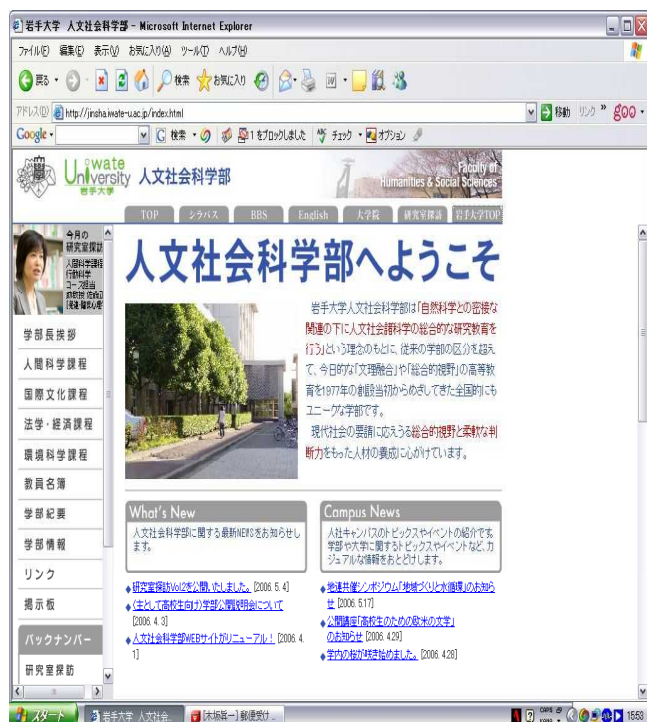 岩手大学 人文社会科学部 - Microsoft Internet Explorer
ファイル(F) 編集(E) 表示(V) お気に入り(A) ツール(T) ヘルプ(H)
戻る 検索 お気に入り
アドレス(D) http://jinsha.iwate-u.ac.jp/index.html 移動 リンク » goo
Google 検索 1 をブロックしました チェック オプション
Iwate University 岩手大学 人文社会科学部
Faculty of
Humanities & Social Sciences
TOP シラバス BBS English 大学院 研究室探訪 岩手大学TOP
今月の
研究室探訪
人間科学課程
行動科学
コース担当
人文社会科学部へようこそ
岩手大学人文社会科学部は「自然科学との密接な
関連の下に人文社会諸科学の総合的な研究教育を
行う」という理念のもとに、従来の学部の区分を超え
て、今日的な「文理融合」や「総合的視野」の高等教
育を1977年の創設当初からめざしてきた全国的にも
ユニークな学部です。
現代社会の要請に応えうる総合的視野と柔軟な判
断力をもった人材の養成に心がけています。
学部長挨拶
人間科学課程
国際文化課程
法学・経済課程
環境科学課程
教員名簿
学部紀要
学部情報
リンク
掲示板
バックナンバー
研究室探訪
What's New
人文社会科学部に関する最新NEWSをお知らせし
ます。
研究室探訪Vol2を公開いたしました。 [2006. 5. 4]
(主として高校生向け)学部公開説明会について
[2006. 4. 3]
人文社会科学部WEBサイトがリニューアル！ [2006. 4.
1]
Campus News
人社キャンパスのトピックスやイベントの紹介です。
学部や大学に関するトピックスやイベントなど、カ
ジュアルな情報をおとどけします。
地連共催シンポジウム「地域づくりと水循環」のお知ら
せ [2006. 5.17]
公開講座「高校生のための欧米の文学」
のお知らせ [2006. 4.29]
学内の桜が咲き始めました。 [2006. 4.28]
スタート 岩手大学 人文社会... [木坂眞一] 郵便受け ...
CAPS
KANA
15:53